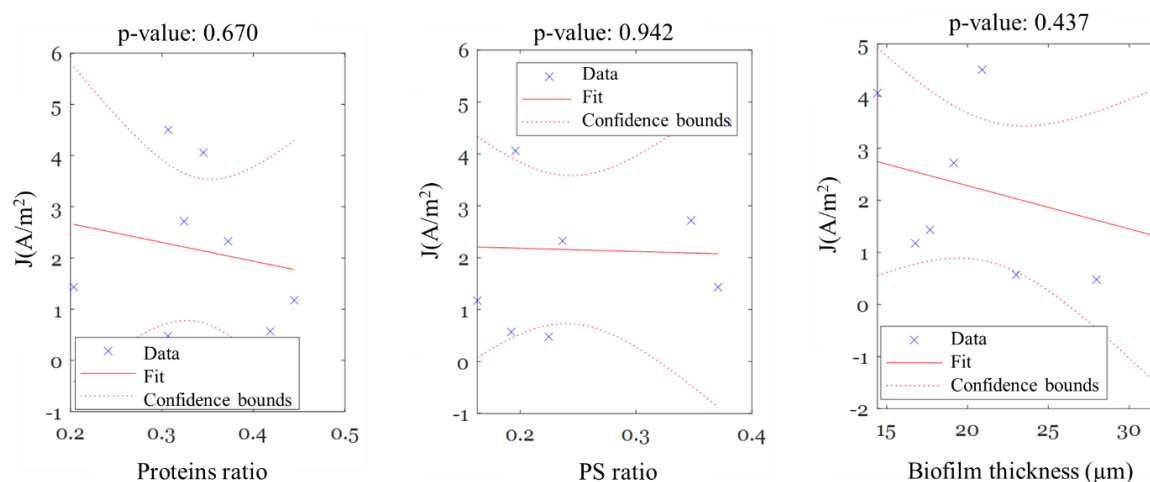 p-value: 0.670
6
5
4
3
2
1
0
-1
J(A/m²)
Data
Fit
Confidence bounds
0.2
0.3
0.4
0.5
Proteins ratio
p-value: 0.942
6
5
4
3
2
1
0
-1
J(A/m²)
Data
Fit
Confidence bounds
0.2
0.3
0.4
PS ratio
p-value: 0.437
5
4
3
2
1
0
-1
-2
J(A/m²)
Data
Fit
Confidence bounds
15
20
25
30
Biofilm thickness (μm)